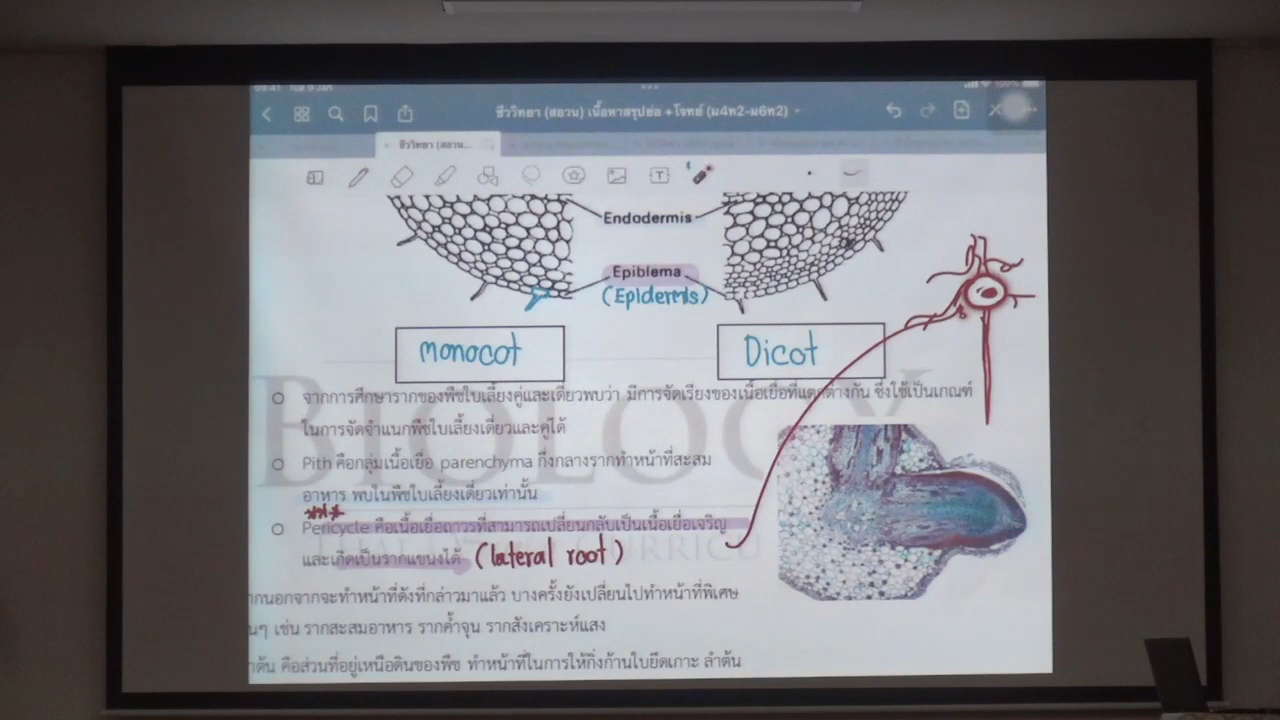 09:41 Tue 9 Jan
100%
ชีววิทยา (สอวน) เนื้อหาสรุปย่อ +โจทย์ (ม4ท2-ม6ท2)
ชีววิทยา (สอวน...
Endodermis
Epiblema
(Epidermis)
monocot
Dicot
BIOLOGY
จากการศึกษารากของพืชใบเลี้ยงคู่และเดี่ยวพบว่า มีการจัดเรียงของเนื้อเยื่อที่แตกต่างกัน ซึ่งใช้เป็นเกณฑ์
ในการจัดจำแนกพืชใบเลี้ยงเดี่ยวและคู่ได้
Pith คือกลุ่มเนื้อเยื่อ parenchyma กึ่งกลางรากทำหน้าที่สะสม
อาหาร พบในพืชใบเลี้ยงเดี่ยวเท่านั้น
Pericycle คือเนื้อเยื่อถาวรที่สามารถเปลี่ยนกลับเป็นเนื้อเยื่อเจริญ
และเกิดเป็นรากแขนงได้ (lateral root)
ากนอกจากจะทำหน้าที่ดังที่กล่าวมาแล้ว บางครั้งยังเปลี่ยนไปทำหน้าที่พิเศษ
นๆ เช่น รากสะสมอาหาร รากค้ำจุน รากสังเคราะห์แสง
าต้น คือส่วนที่อยู่เหนือดินของพืช ทำหน้าที่ในการให้กิ่งก้านใบยึดเกาะ ลำต้น